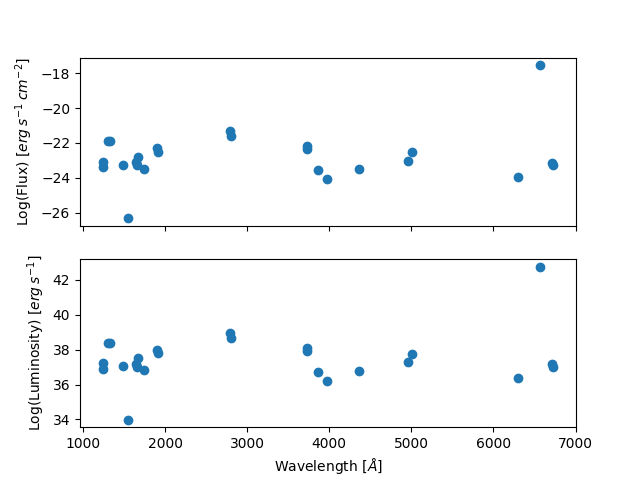 Log(Flux) [erg s⁻¹ cm⁻²]
−18
−20
−22
−24
−26
Log(Luminosity) [erg s⁻¹]
42
40
38
36
34
1000 2000 3000 4000 5000 6000 7000
Wavelength [Å]